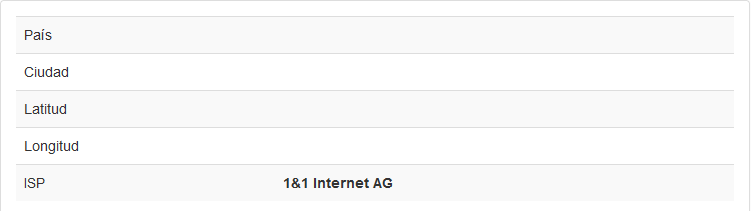 País
Ciudad
Latitud
Longitud
ISP 1&1 Internet AG